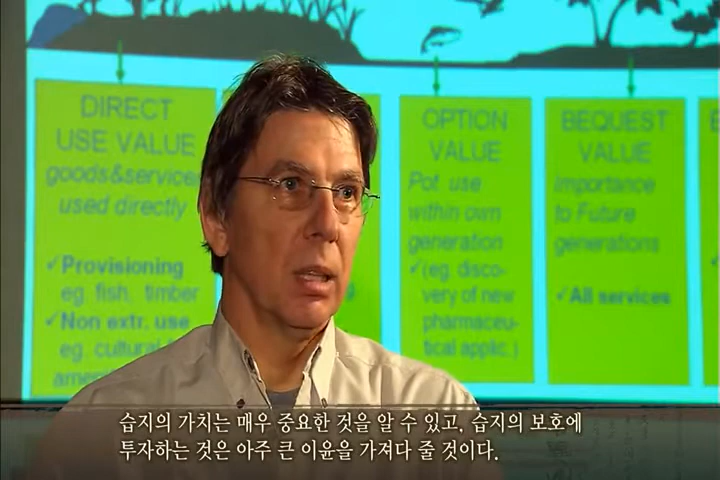 DIRECT
USE VALUE
goods&services
used directly
✓Provisioning
eg. fish, timber
✓Non extr. use
eg. cultural
OPTION
VALUE
Pot. use
within own
generation
✓(eg. disco-
very of new
pharmaceu-
tical applic.)
BEQUEST
VALUE
Importance
to Future
generations
✓All services
습지의 가치는 매우 중요한 것을 알 수 있고, 습지의 보호에
투자하는 것은 아주 큰 이윤을 가져다 줄 것이다.